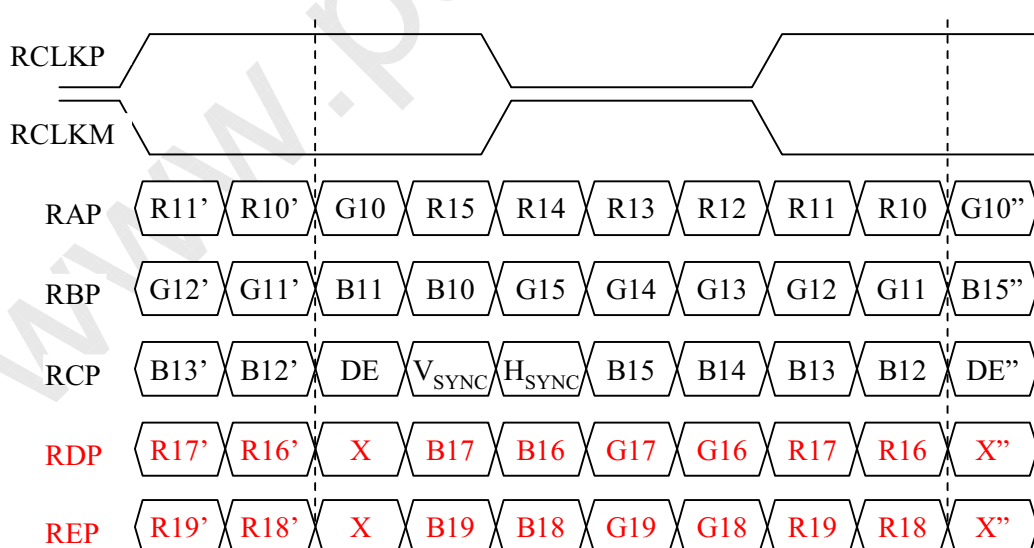 www.p
RCLKP
RCLKM
RAP R11’ R10’ G10 R15 R14 R13 R12 R11 R10 G10”
RBP G12’ G11’ B11 B10 G15 G14 G13 G12 G11 B15”
RCP B13’ B12’ DE VSYNC HSYNC B15 B14 B13 B12 DE”
RDP R17’ R16’ X B17 B16 G17 G16 R17 R16 X”
REP R19’ R18’ X B19 B18 G19 G18 R19 R18 X”